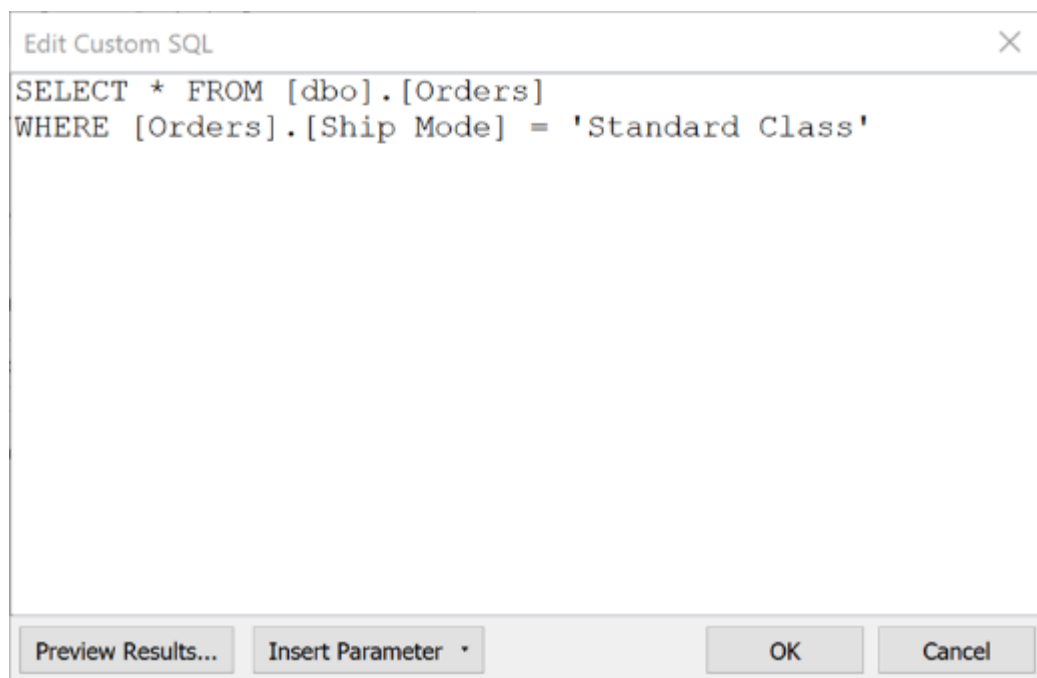 Edit Custom SQL
SELECT * FROM [dbo].[Orders]
WHERE [Orders].[Ship Mode] = 'Standard Class'
Preview Results... Insert Parameter OK Cancel